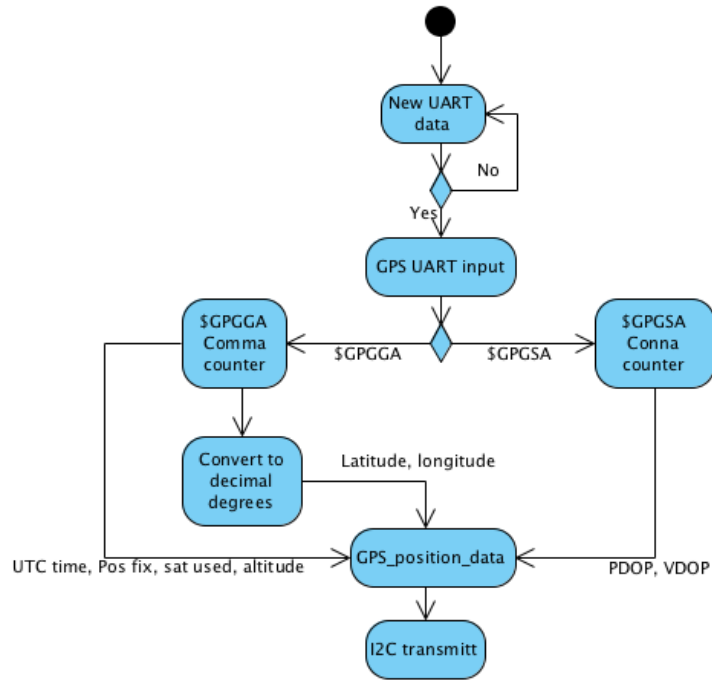 New UART
data
No
Yes
GPS UART input
$GPGGA
Comma
counter
$GPGGA
$GPGSA
$GPGSA
Conna
counter
Convert to
decimal
degrees
Latitude, longitude
UTC time, Pos fix, sat used, altitude
GPS_position_data
PDOP, VDOP
I2C transmitt